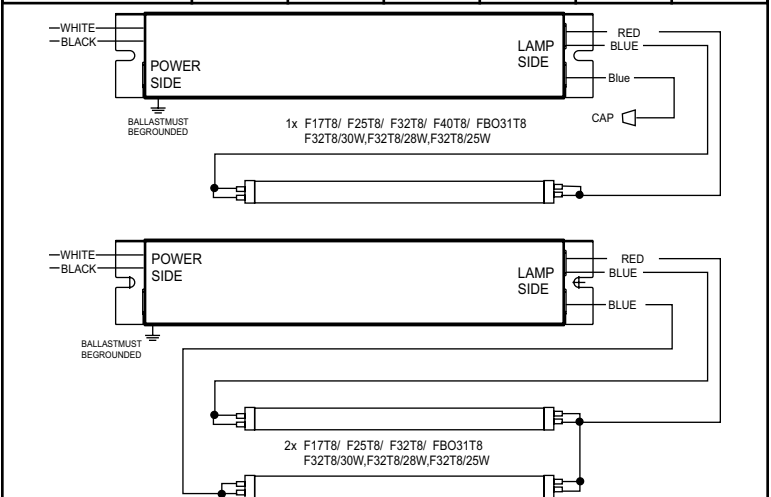 WHITE
BLACK
POWER
SIDE
LAMP
SIDE
RED
BLUE
Blue
CAP
BALLASTMUST
BEGROUNDED
1x F17T8/ F25T8/ F32T8/ F40T8/ FBO31T8
F32T8/30W,F32T8/28W,F32T8/25W
WHITE
BLACK
POWER
SIDE
LAMP
SIDE
RED
BLUE
BLUE
BALLASTMUST
BEGROUNDED
2x F17T8/ F25T8/ F32T8/ FBO31T8
F32T8/30W,F32T8/28W,F32T8/25W